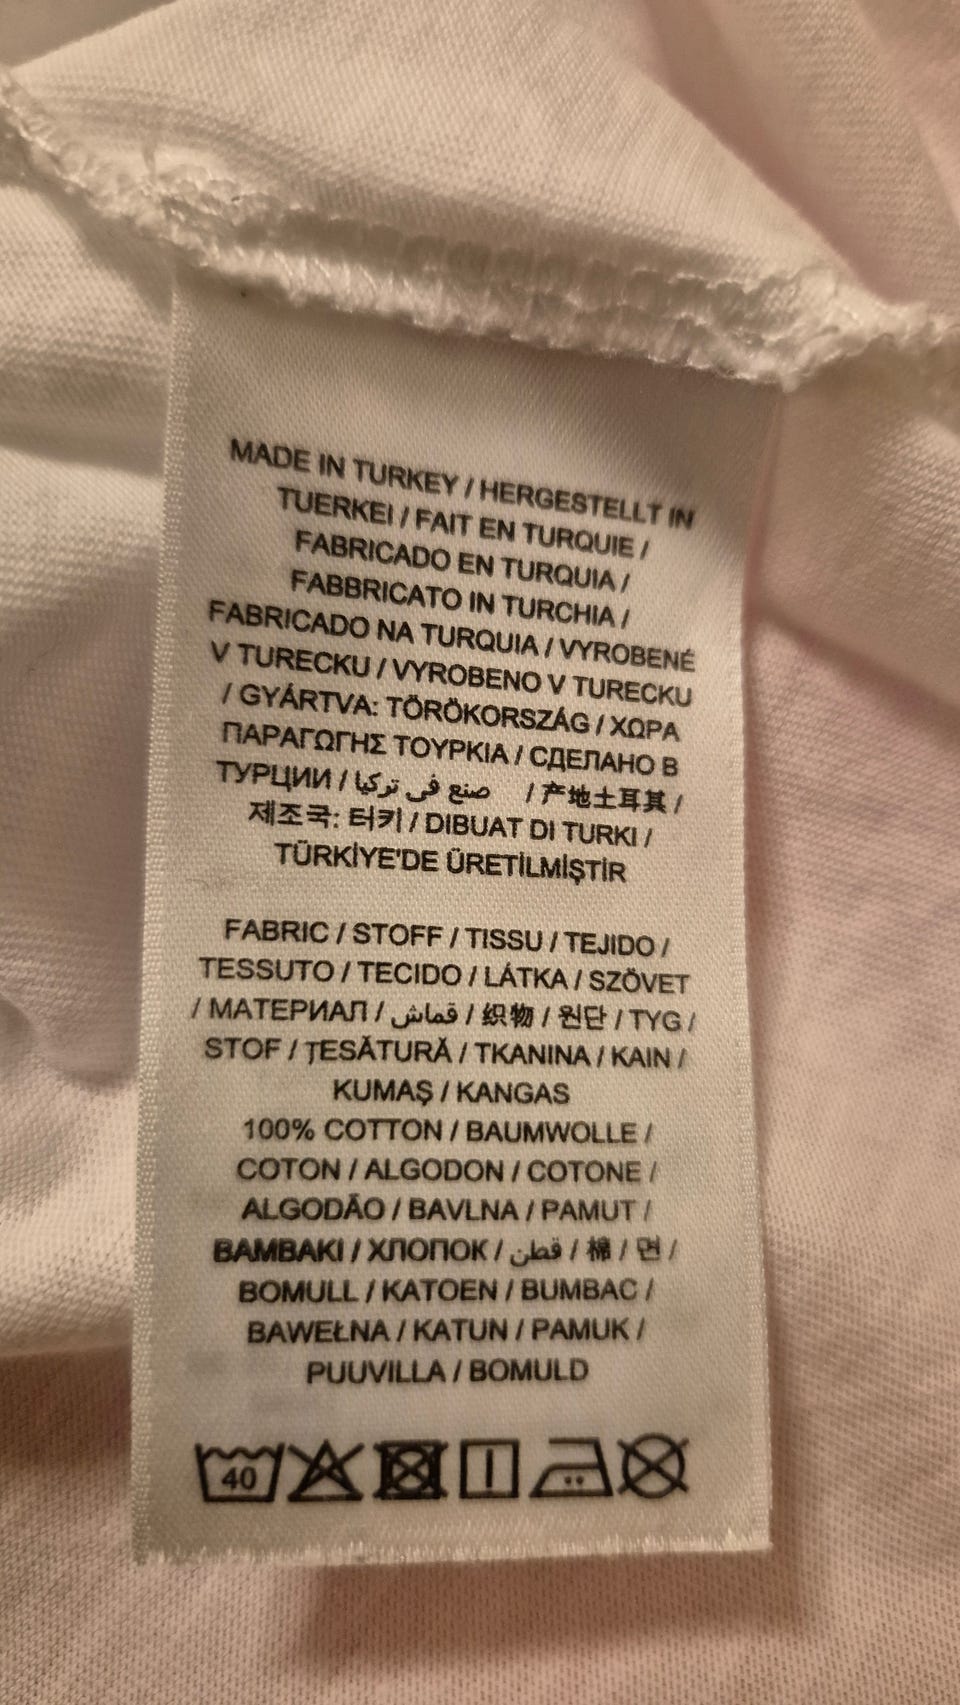 MADE IN TURKEY / HERGESTELLT IN
TUERKEI / FAIT EN TURQUIE /
FABRICADO EN TURQUIA /
FABBRICATO IN TURCHIA /
FABRICADO NA TURQUIA / VYROBENÉ
V TURECKU / VYROBENO V TURECKU
/ GYÁRTVA: TÖRÖKORSZÁG / ΧΩΡΑ
ΠΑΡΑΓΩΓΗΣ ΤΟΥΡΚΙΑ / СДЕЛАНО В
ТУРЦИИ / صنع في تركيا / 产地土耳其 /
제조국: 터키 / DIBUAT DI TURKI /
TÜRKİYE'DE ÜRETİLMİŞTİR
FABRIC / STOFF / TISSU / TEJIDO /
TESSUTO / TECIDO / LÁTKA / SZÖVET
/ МАТЕРИАЛ / قماش / 织物 / 원단 / TYG /
STOF / ȚESĂTURĂ / TKANINA / KAIN /
KUMAŞ / KANGAS
100% COTTON / BAUMWOLLE /
COTON / ALGODON / COTONE /
ALGODÃO / BAVLNA / PAMUT /
ΒΑΜΒΑΚΙ / ХЛОПОК / قطن / 棉 / 면 /
BOMULL / KATOEN / BUMBAC /
BAWEŁNA / KATUN / PAMUK /
PUUVILLA / BOMULD
40